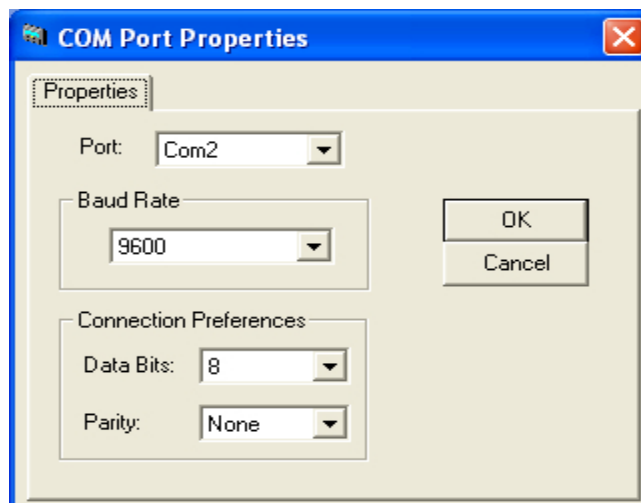 COM Port Properties
Properties
Port: Com2
Baud Rate
9600
OK
Cancel
Connection Preferences
Data Bits: 8
Parity: None